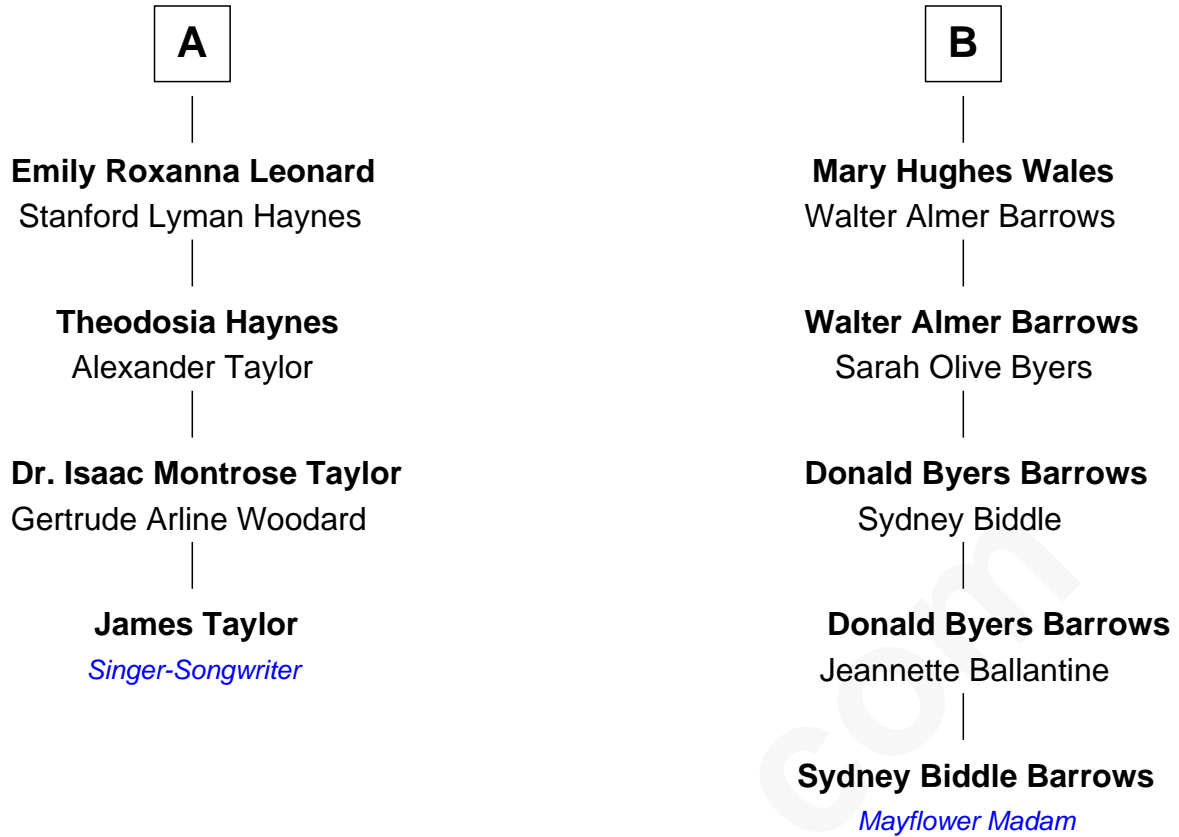 A
Emily Roxanna Leonard
Stanford Lyman Haynes
Theodosia Haynes
Alexander Taylor
Dr. Isaac Montrose Taylor
Gertrude Arline Woodard
James Taylor
Singer-Songwriter
B
Mary Hughes Wales
Walter Almer Barrows
Walter Almer Barrows
Sarah Olive Byers
Donald Byers Barrows
Sydney Biddle
Donald Byers Barrows
Jeannette Ballantine
Sydney Biddle Barrows
Mayflower Madam
com